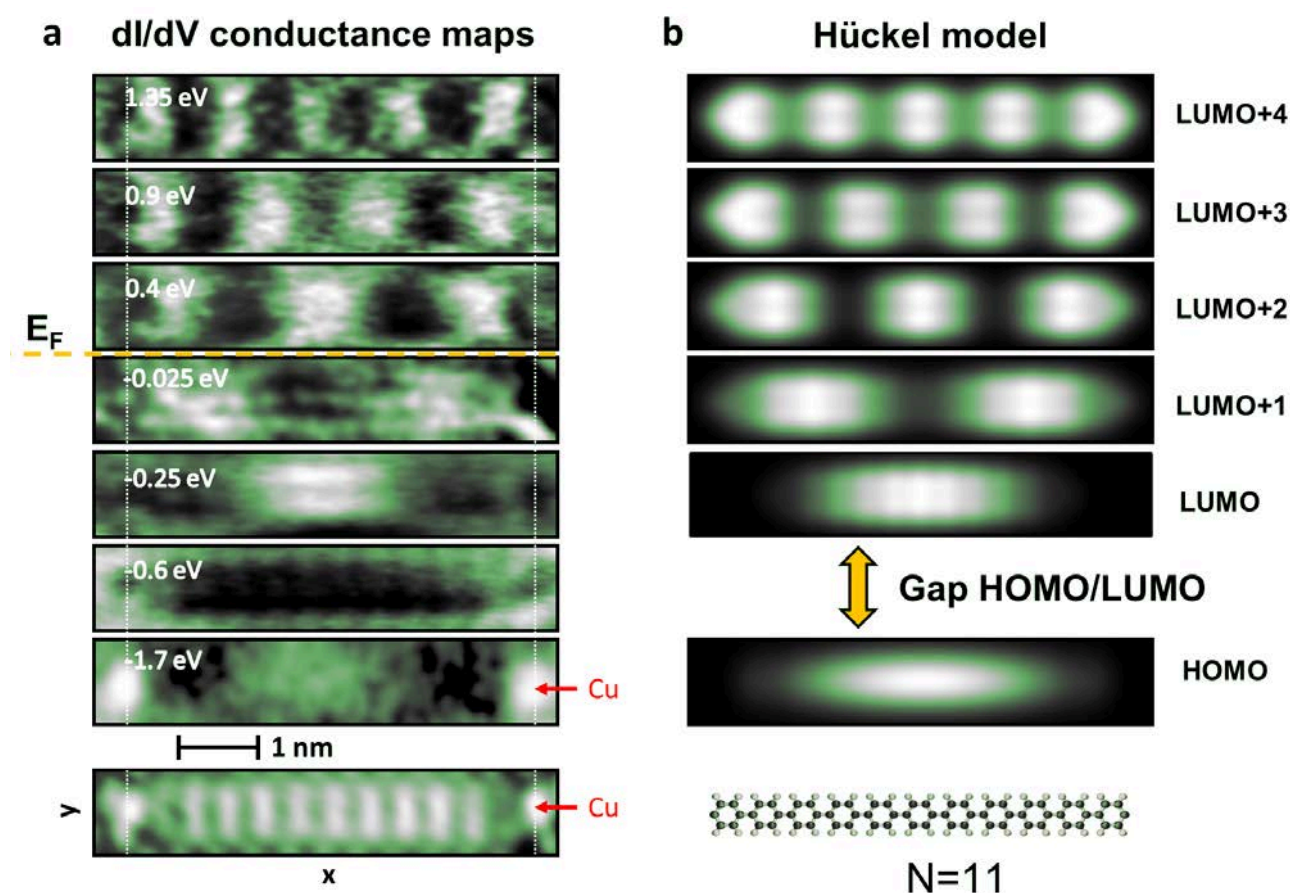 a dI/dV conductance maps
b Hückel model
1.35 eV
LUMO+4
0.9 eV
LUMO+3
0.4 eV
LUMO+2
E_F
-0.025 eV
LUMO+1
-0.25 eV
LUMO
-0.6 eV
Gap HOMO/LUMO
-1.7 eV
Cu
HOMO
1 nm
y
Cu
x
N=11